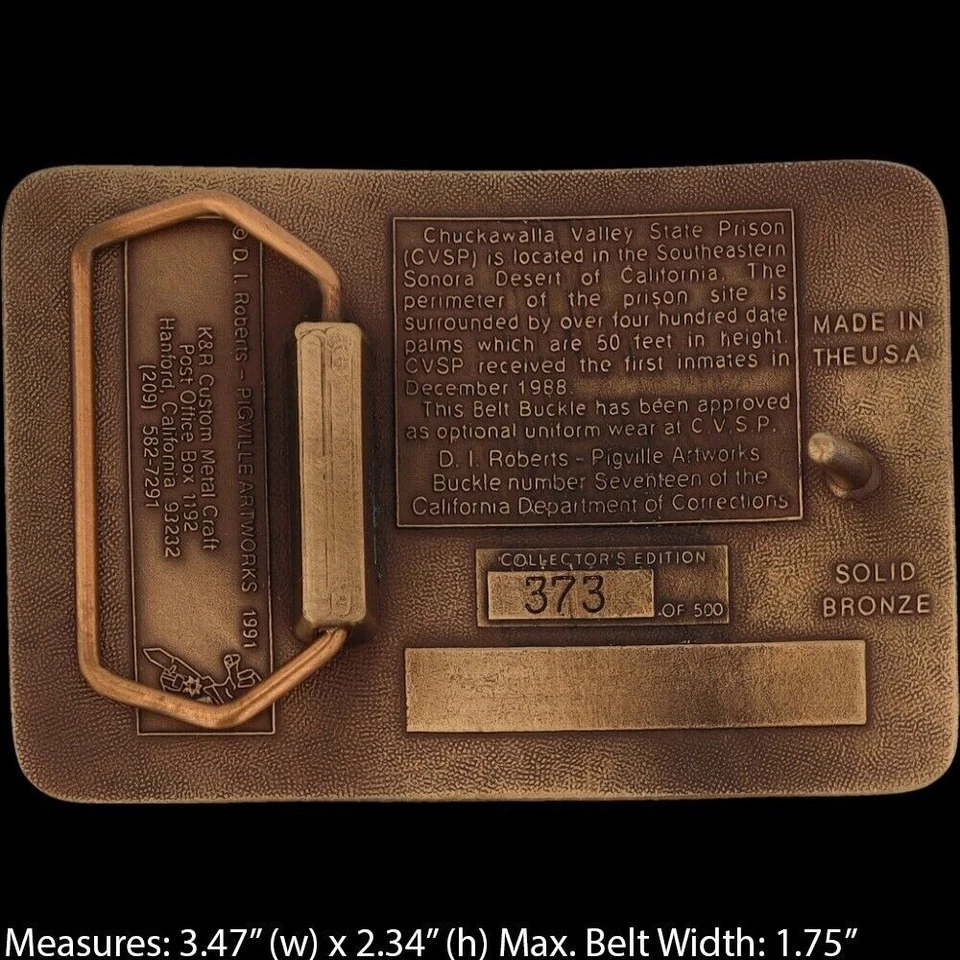 © D. I. Roberts - PIGVILLE ARTWORKS 1991
K&R Custom Metal Craft
Post Office Box 1192
Hanford, California 93232
(209) 582-7291
Chuckawalla Valley State Prison
(CVSP) is located in the Southeastern
Sonora Desert of California. The
perimeter of the prison site is
surrounded by over four hundred date
palms which are 50 feet in height.
CVSP received the first inmates in
December 1988.
This Belt Buckle has been approved
as optional uniform wear at C.V.S.P.
D. I. Roberts - Pigville Artworks
Buckle number Seventeen of the
California Department of Corrections
MADE IN
THE U.S.A
COLLECTOR'S EDITION
373
OF 500
SOLID
BRONZE
Measures: 3.47” (w) x 2.34” (h) Max. Belt Width: 1.75”